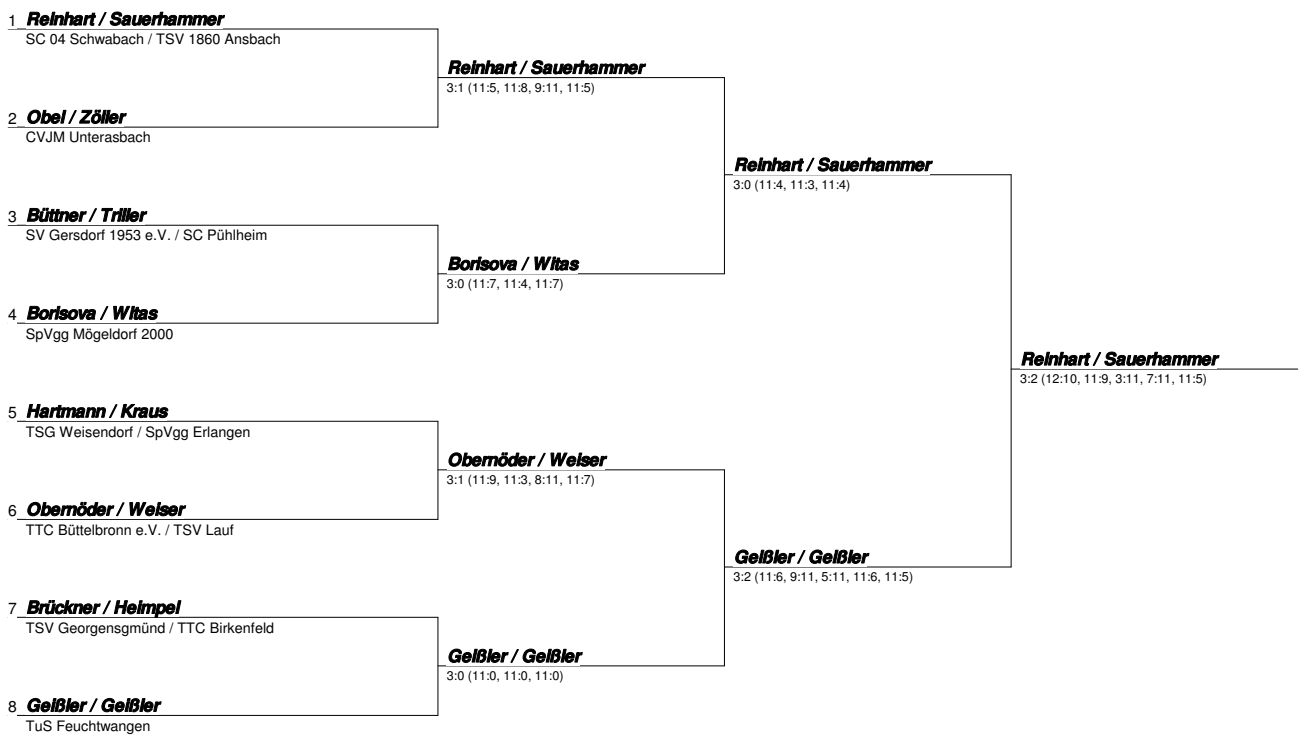 1 Reinhart / Sauerhammer
SC 04 Schwabach / TSV 1860 Ansbach
Reinhart / Sauerhammer
3:1 (11:5, 11:8, 9:11, 11:5)
2 Obel / Zöller
CVJM Unterasbach
Reinhart / Sauerhammer
3:0 (11:4, 11:3, 11:4)
3 Büttner / Triller
SV Gersdorf 1953 e.V. / SC Pühlheim
Borisova / Witas
3:0 (11:7, 11:4, 11:7)
4 Borisova / Witas
SpVgg Mögeldorf 2000
Reinhart / Sauerhammer
3:2 (12:10, 11:9, 3:11, 7:11, 11:5)
5 Hartmann / Kraus
TSG Weisendorf / SpVgg Erlangen
Obernöder / Weiser
3:1 (11:9, 11:3, 8:11, 11:7)
6 Obernöder / Weiser
TTC Büttelbronn e.V. / TSV Lauf
Geißler / Geißler
3:2 (11:6, 9:11, 5:11, 11:6, 11:5)
7 Brückner / Heimpel
TSV Georgensgmünd / TTC Birkenfeld
Geißler / Geißler
3:0 (11:0, 11:0, 11:0)
8 Geißler / Geißler
TuS Feuchtwangen